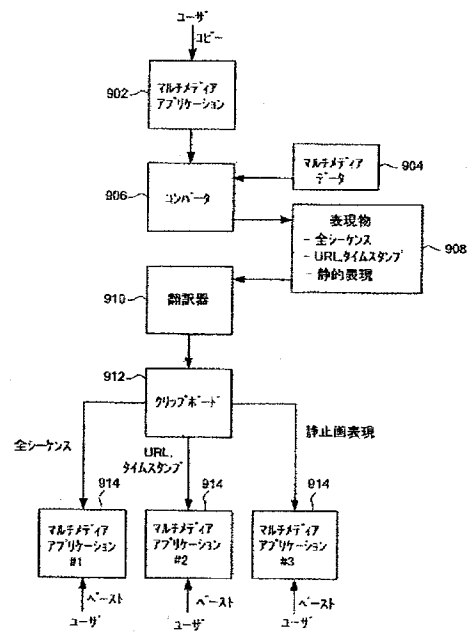 ユーザ
コピー
902
マルチメディア
アプリケーション
マルチメディア
データ
904
906
コンバータ
表現物
- 全シーケンス
- URL,タイムスタンプ
- 静的表現
908
910
翻訳器
912
クリップボード
全シーケンス
URL,
タイムスタンプ
静止画表現
914
914
914
マルチメディア
アプリケーション
#1
マルチメディア
アプリケーション
#2
マルチメディア
アプリケーション
#3
ペースト
ペースト
ペースト
ユーザ
ユーザ
ユーザ